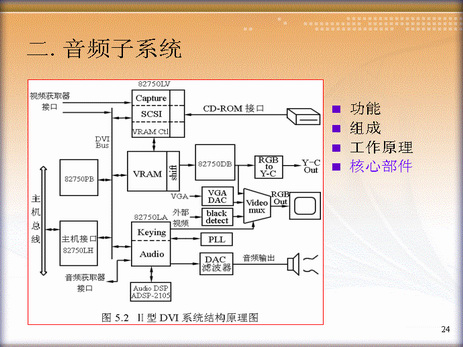 二. 音频子系统
82750LV
视频获取器
接口
Capture
SCSI
VRAM Ctl
CD-ROM 接口
DVI
Bus
82750PB
VRAM
shift
82750DB
RGB
to
Y-C
Y-C
Out
VGA
VGA
DAC
Video
mux
RGB
Out
外部
视频
black
detect
主机总线
主机接口
82750LH
82750LA
Keying
Audio
PLL
DAC
滤波器
音频输出
音频获取器
接口
Audio DSP
ADSP-2105
图 5.2 Ⅱ型 DVI 系统结构原理图
功能
组成
工作原理
核心部件
24